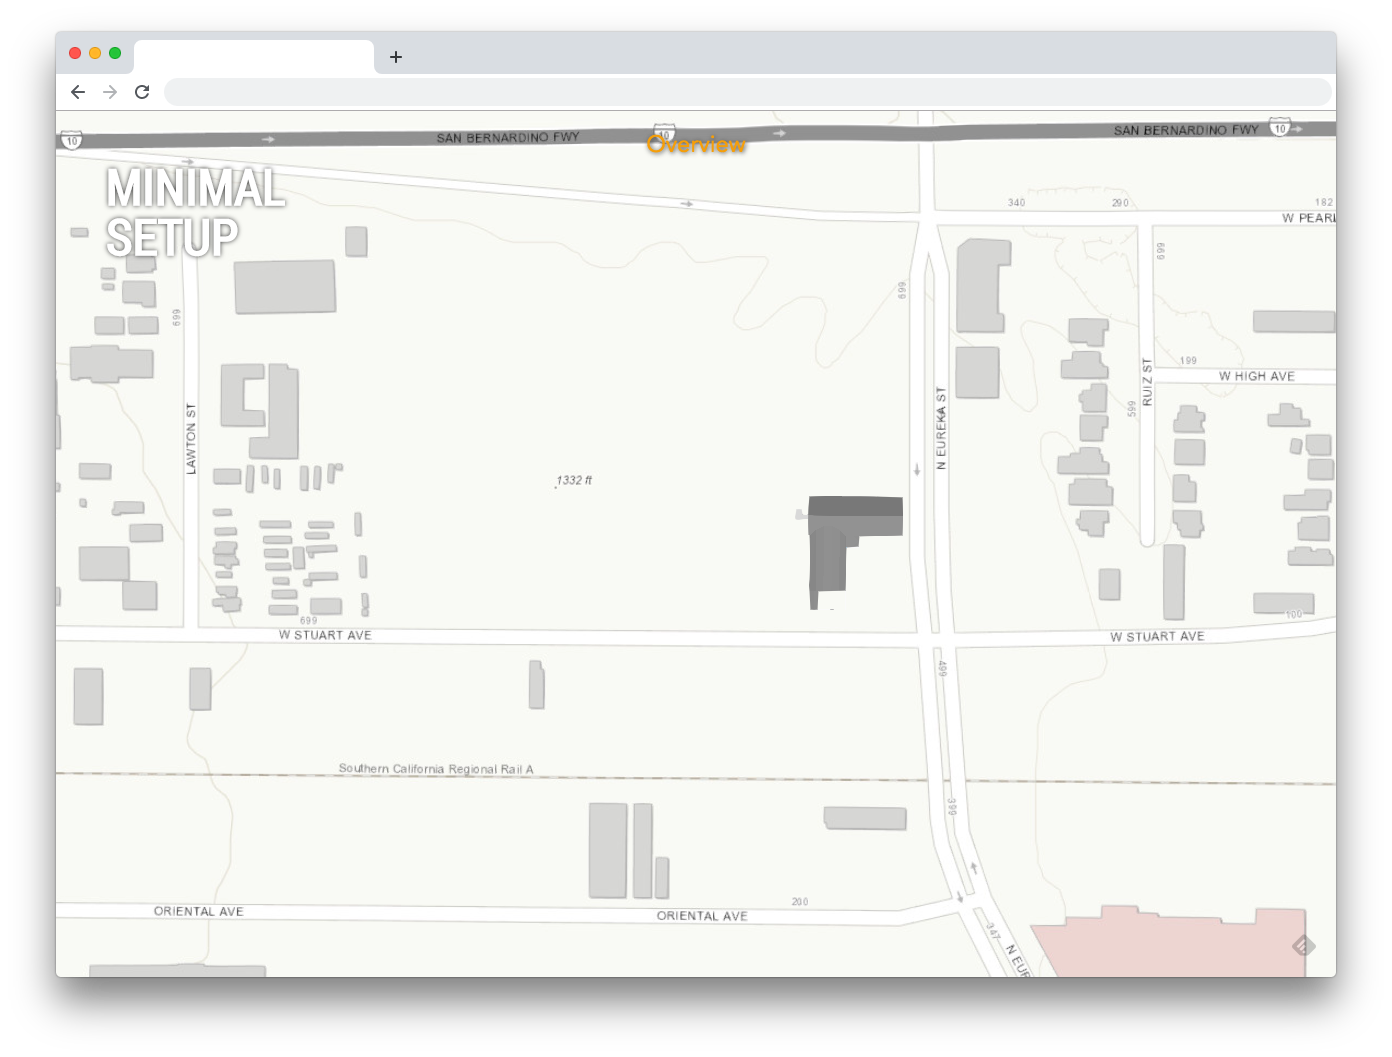 SAN BERNARDINO FWY
10
SAN BERNARDINO FWY
10
10
Overview
MINIMAL
SETUP
340
290
182
W PEARL
699
699
699
199
W HIGH AVE
RUIZ ST
599
N EUREKA ST
LAWTON ST
1332 ft
699
W STUART AVE
100
W STUART AVE
499
Southern California Regional Rail A
399
200
ORIENTAL AVE
ORIENTAL AVE
347
N EUR